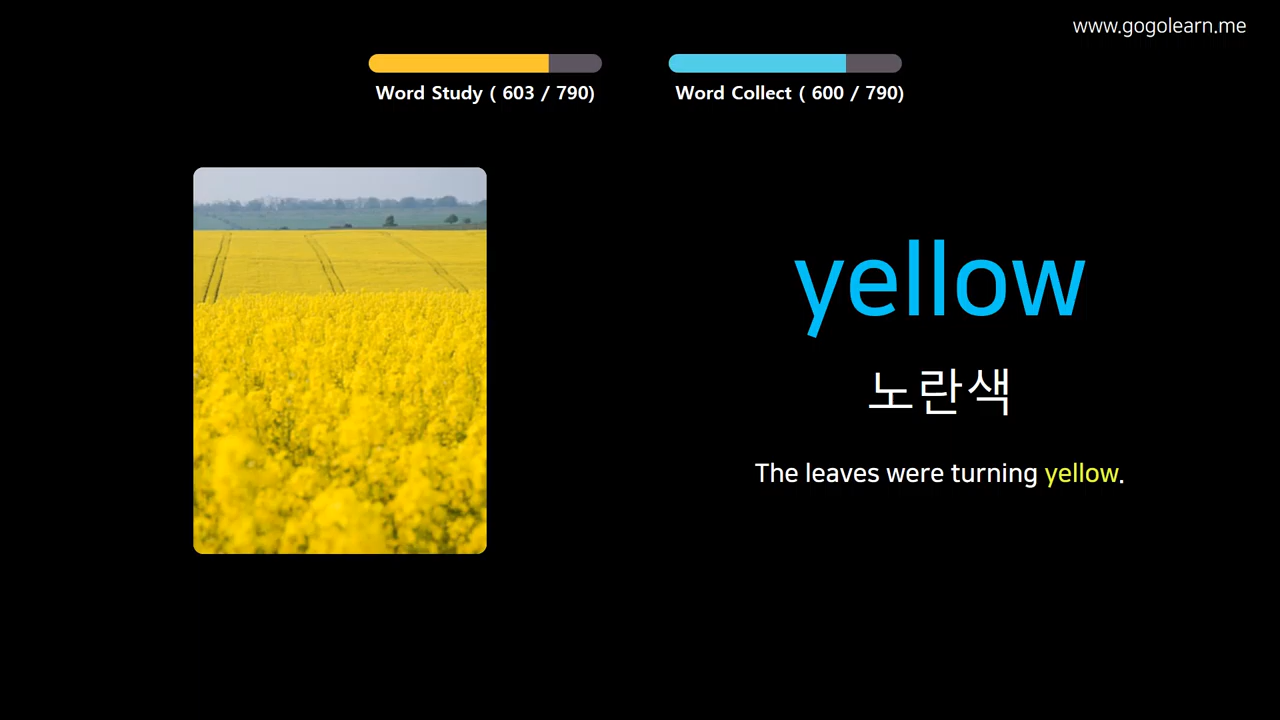 www.gogolearn.me
Word Study ( 603 / 790)
Word Collect ( 600 / 790)
yellow
노란색
The leaves were turning yellow.